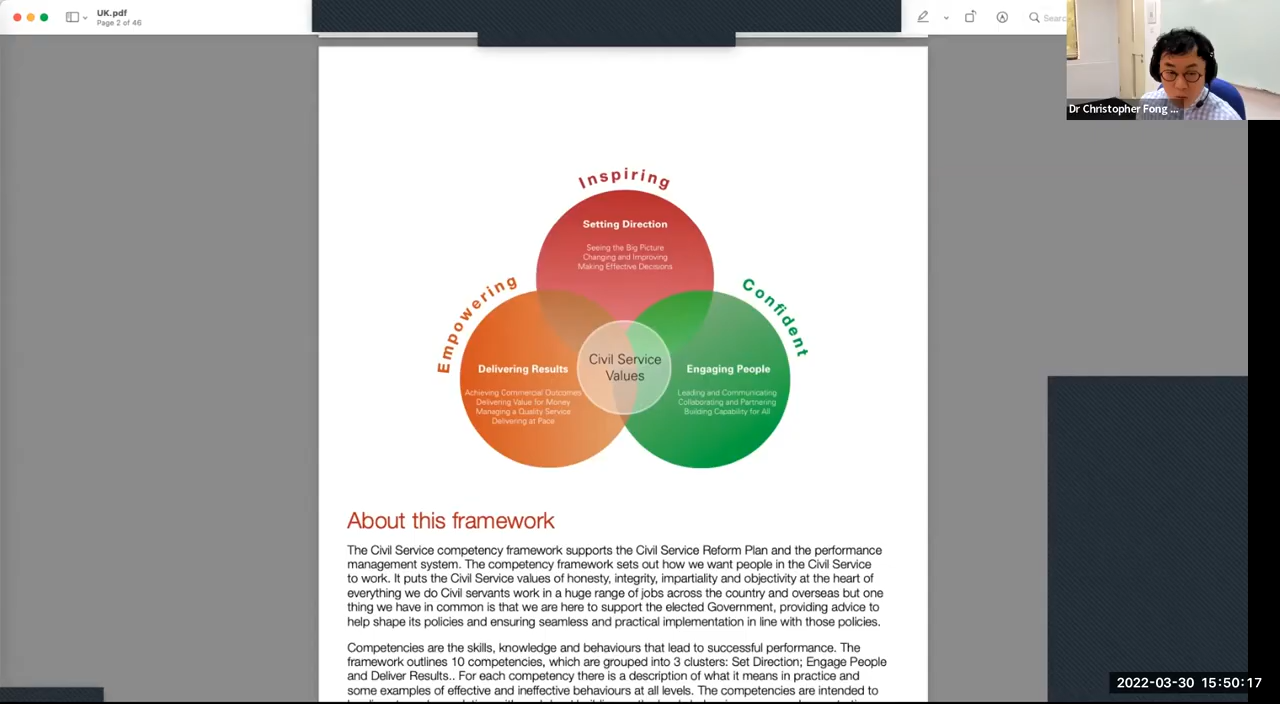 UK.pdf
Page 2 of 46
Dr Christopher Fong ...
Inspiring
Setting Direction
Seeing the Big Picture
Changing and Improving
Making Effective Decisions
Empowering
Confident
Delivering Results
Achieving Commercial Outcomes
Delivering Value for Money
Managing a Quality Service
Delivering at Pace
Civil Service
Values
Engaging People
Leading and Communicating
Collaborating and Partnering
Building Capability for All
About this framework
The Civil Service competency framework supports the Civil Service Reform Plan and the performance
management system. The competency framework sets out how we want people in the Civil Service
to work. It puts the Civil Service values of honesty, integrity, impartiality and objectivity at the heart of
everything we do Civil servants work in a huge range of jobs across the country and overseas but one
thing we have in common is that we are here to support the elected Government, providing advice to
help shape its policies and ensuring seamless and practical implementation in line with those policies.
Competencies are the skills, knowledge and behaviours that lead to successful performance. The
framework outlines 10 competencies, which are grouped into 3 clusters: Set Direction; Engage People
and Deliver Results.. For each competency there is a description of what it means in practice and
some examples of effective and ineffective behaviours at all levels. The competencies are intended to
2022-03-30 15:50:17